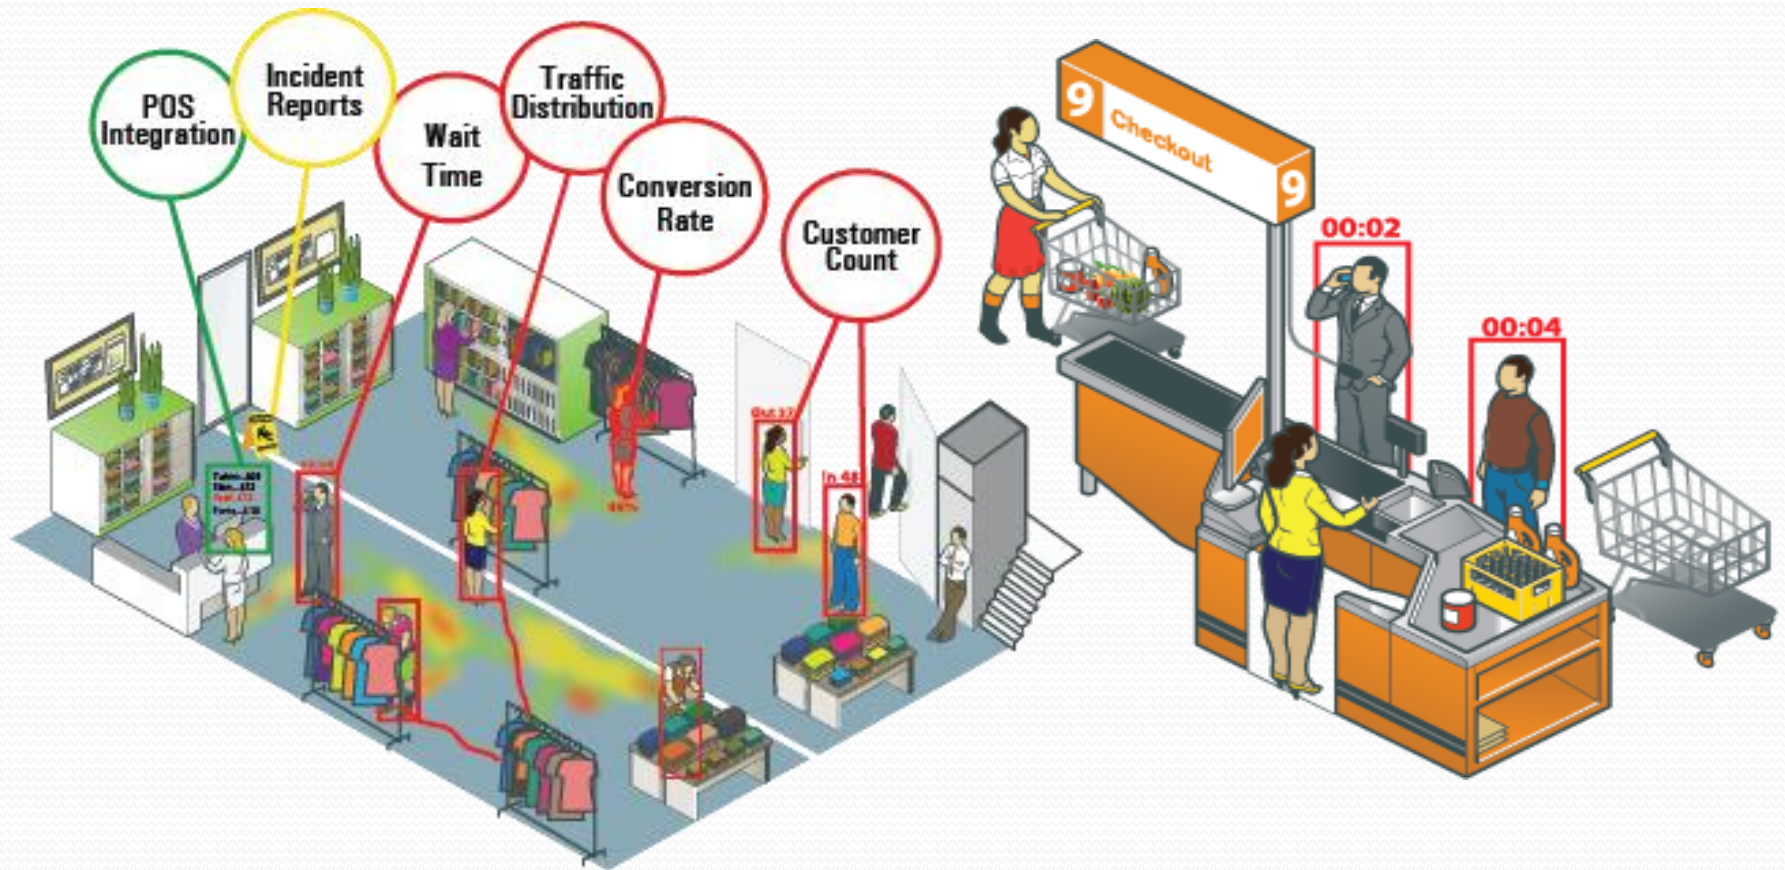 POS
Integration
Incident
Reports
Wait
Time
Traffic
Distribution
Conversion
Rate
Customer
Count
In 48
9
Checkout
9
00:02
00:04